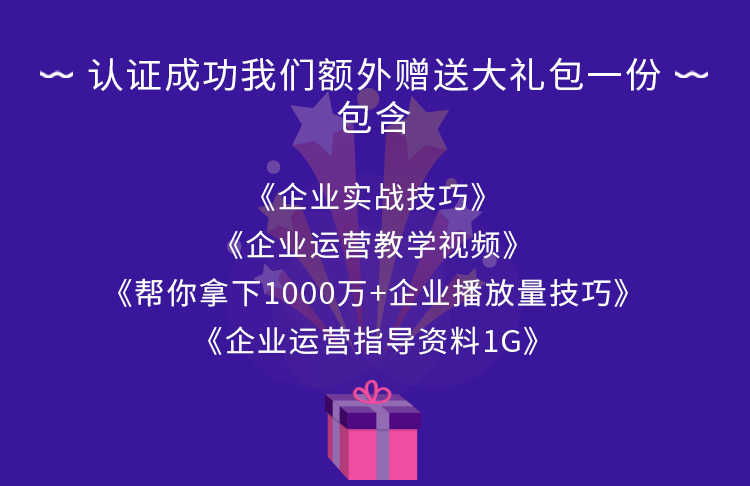 认证成功我们额外赠送大礼包一份
包含
《企业实战技巧》
《企业运营教学视频》
《帮你拿下1000万+企业播放量技巧》
《企业运营指导资料1G》